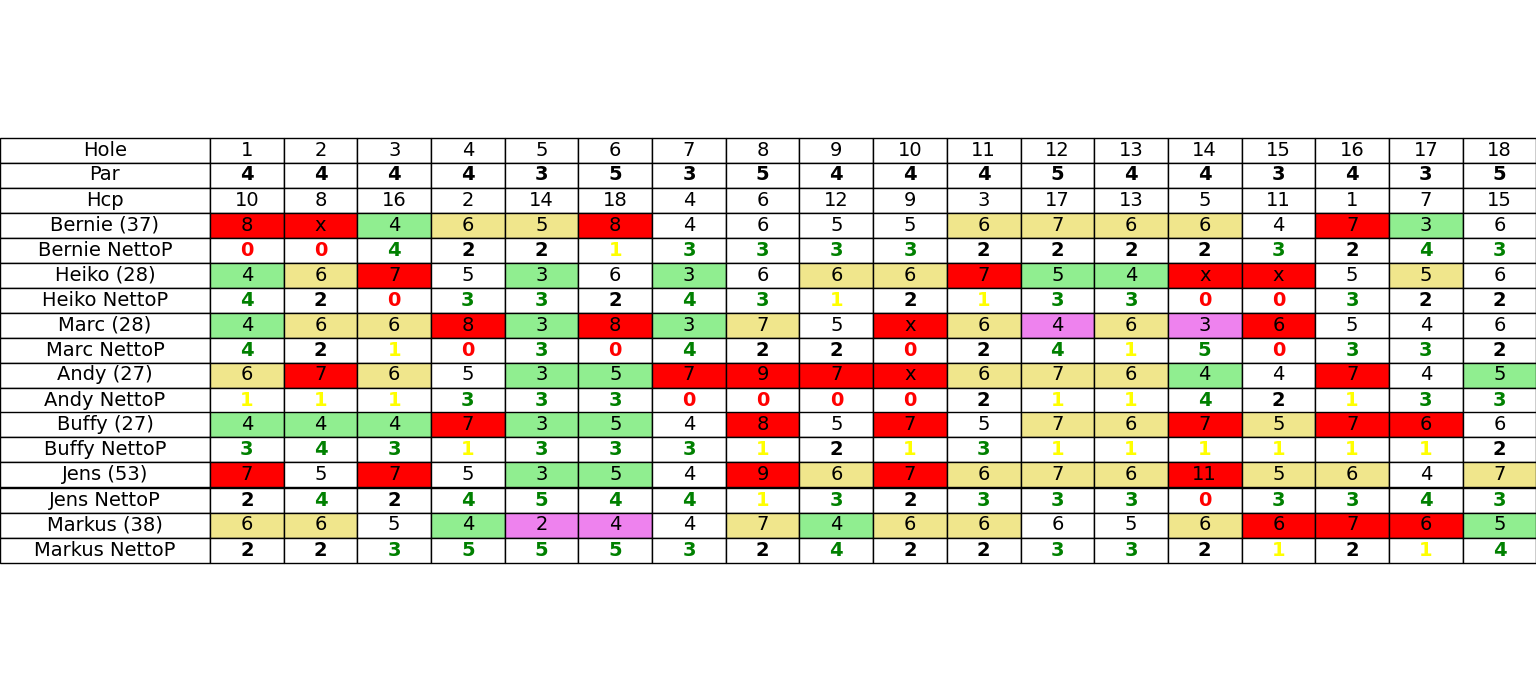 Hole 1 2 3 4 5 6 7 8 9 10 11 12 13 14 15 16 17 18
Par 4 4 4 4 3 5 3 5 4 4 4 5 4 4 3 4 3 5
Hcp 10 8 16 2 14 18 4 6 12 9 3 17 13 5 11 1 7 15
Bernie (37) 8 x 4 6 5 8 4 6 5 5 6 7 6 6 4 7 3 6
Bernie NettoP 0 0 4 2 2 1 3 3 3 3 2 2 2 2 3 2 4 3
Heiko (28) 4 6 7 5 3 6 3 6 6 6 7 5 4 x x 5 5 6
Heiko NettoP 4 2 0 3 3 2 4 3 1 2 1 3 3 0 0 3 2 2
Marc (28) 4 6 6 8 3 8 3 7 5 x 6 4 6 3 6 5 4 6
Marc NettoP 4 2 1 0 3 0 4 2 2 0 2 4 1 5 0 3 3 2
Andy (27) 6 7 6 5 3 5 7 9 7 x 6 7 6 4 4 7 4 5
Andy NettoP 1 1 1 3 3 3 0 0 0 0 2 1 1 4 2 1 3 3
Buffy (27) 4 4 4 7 3 5 4 8 5 7 5 7 6 7 5 7 6 6
Buffy NettoP 3 4 3 1 3 3 3 1 2 1 3 1 1 1 1 1 1 2
Jens (53) 7 5 7 5 3 5 4 9 6 7 6 7 6 11 5 6 4 7
Jens NettoP 2 4 2 4 5 4 4 1 3 2 3 3 3 0 3 3 4 3
Markus (38) 6 6 5 4 2 4 4 7 4 6 6 6 5 6 6 7 6 5
Markus NettoP 2 2 3 5 5 5 3 2 4 2 2 3 3 2 1 2 1 4